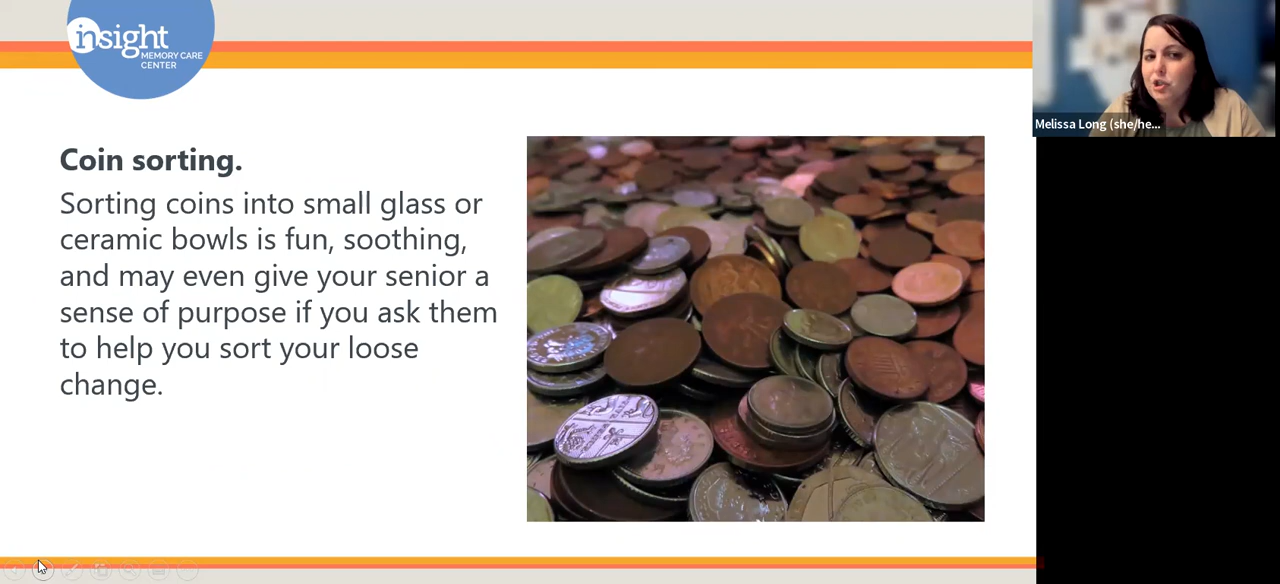 insight
MEMORY CARE
CENTER
Melissa Long (she/he...
Coin sorting.
Sorting coins into small glass or
ceramic bowls is fun, soothing,
and may even give your senior a
sense of purpose if you ask them
to help you sort your loose
change.